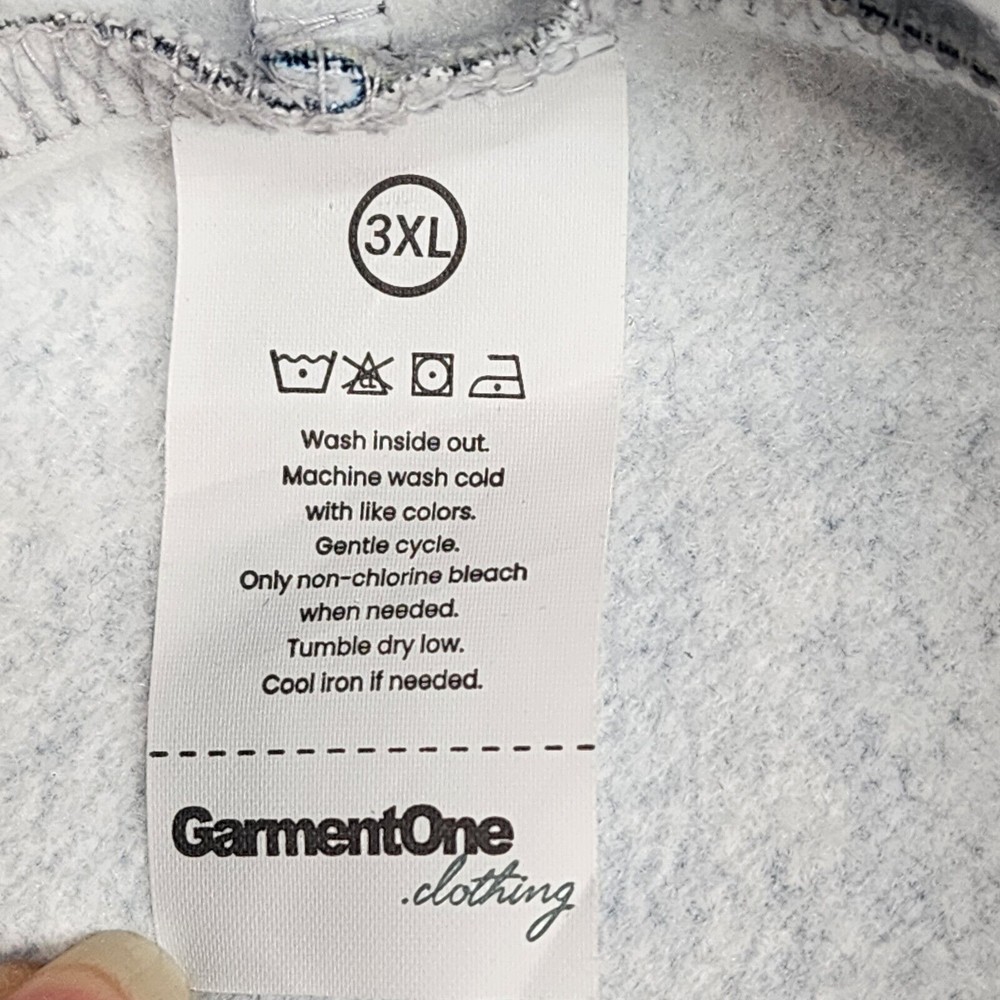 3XL
CL
Wash inside out.
Machine wash cold
with like colors.
Gentle cycle.
Only non-chlorine bleach
when needed.
Tumble dry low.
Cool iron if needed.
GarmentOne
.clothing